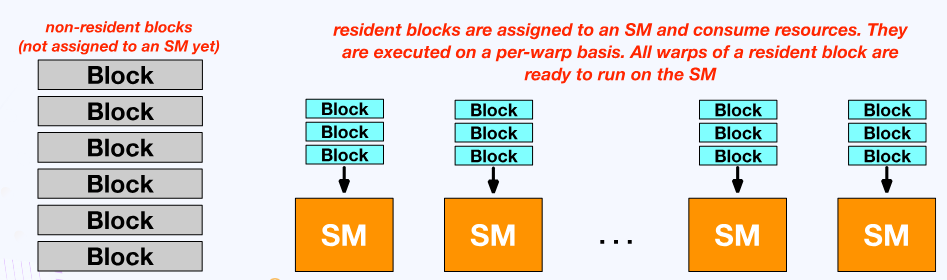 non-resident blocks
(not assigned to an SM yet)
Block
Block
Block
Block
Block
Block
resident blocks are assigned to an SM and consume resources. They
are executed on a per-warp basis. All warps of a resident block are
ready to run on the SM
Block Block Block Block
Block Block Block Block
Block Block Block Block
SM SM ... SM SM